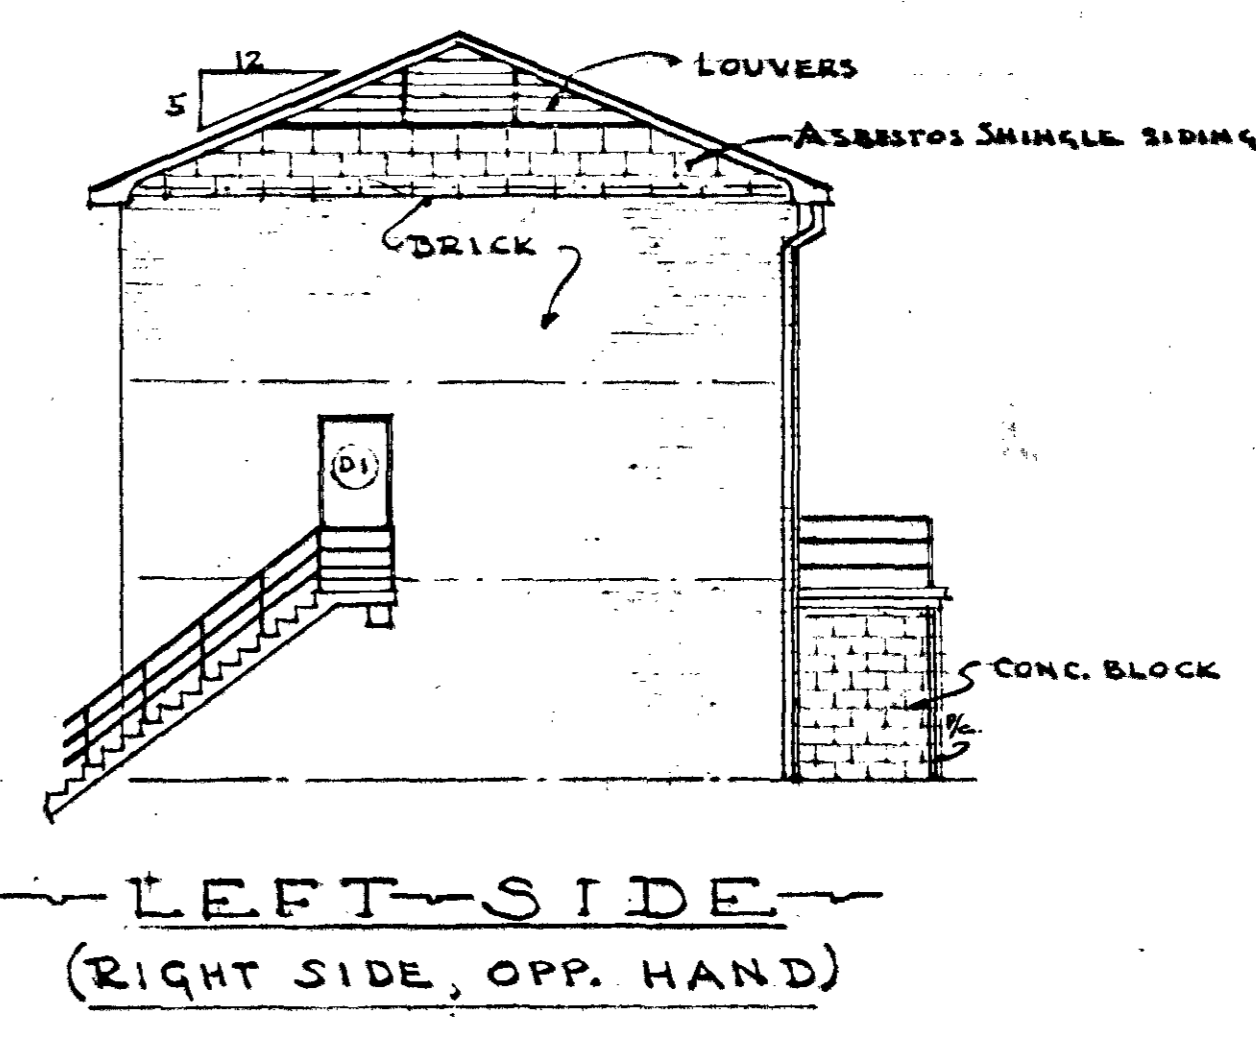 12
5
LOUVERS
ASBESTOS SHINGLE SIDING
BRICK
D1
CONC. BLOCK
P/C.
LEFT SIDE
(RIGHT SIDE, OPP. HAND)